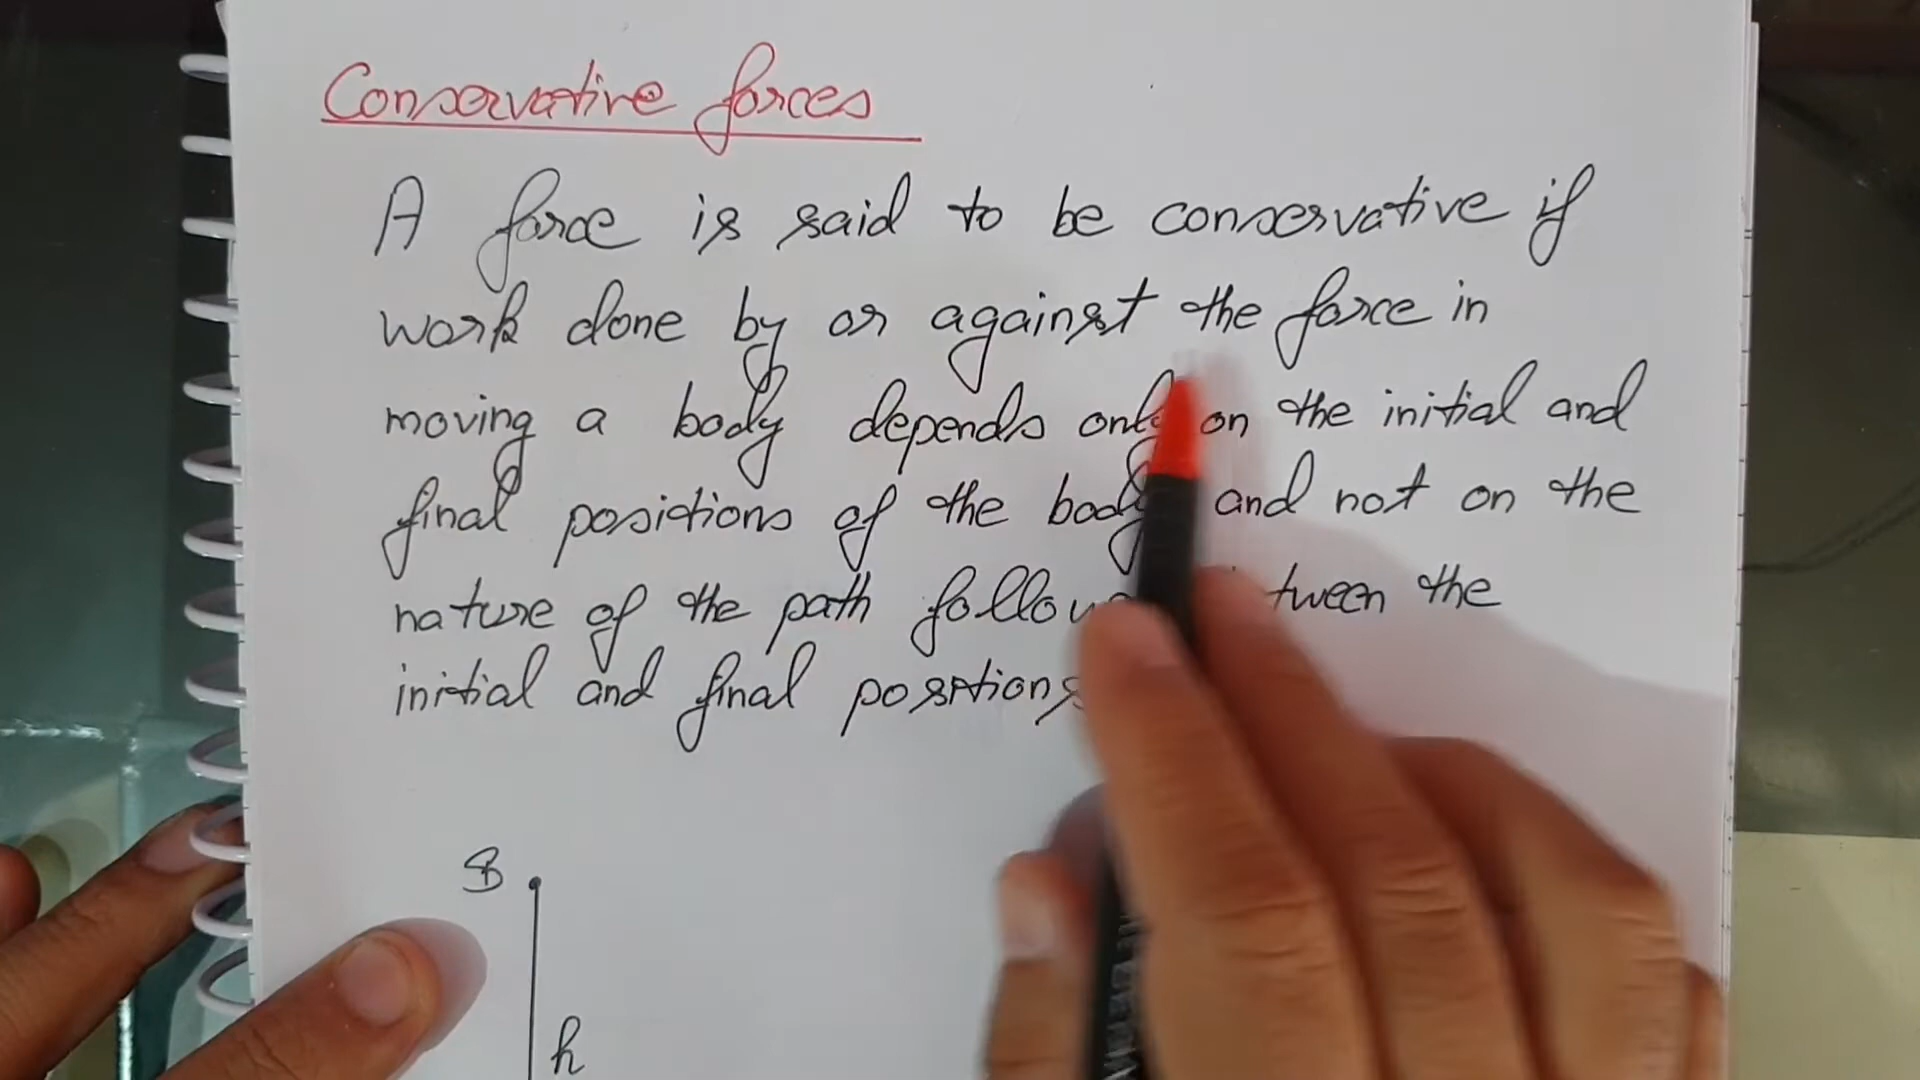 Conservative forces
A force is said to be conservative if
work done by or against the force in
moving a body depends only on the initial and
final positions of the body and not on the
nature of the path the
initial and final positions
B
h